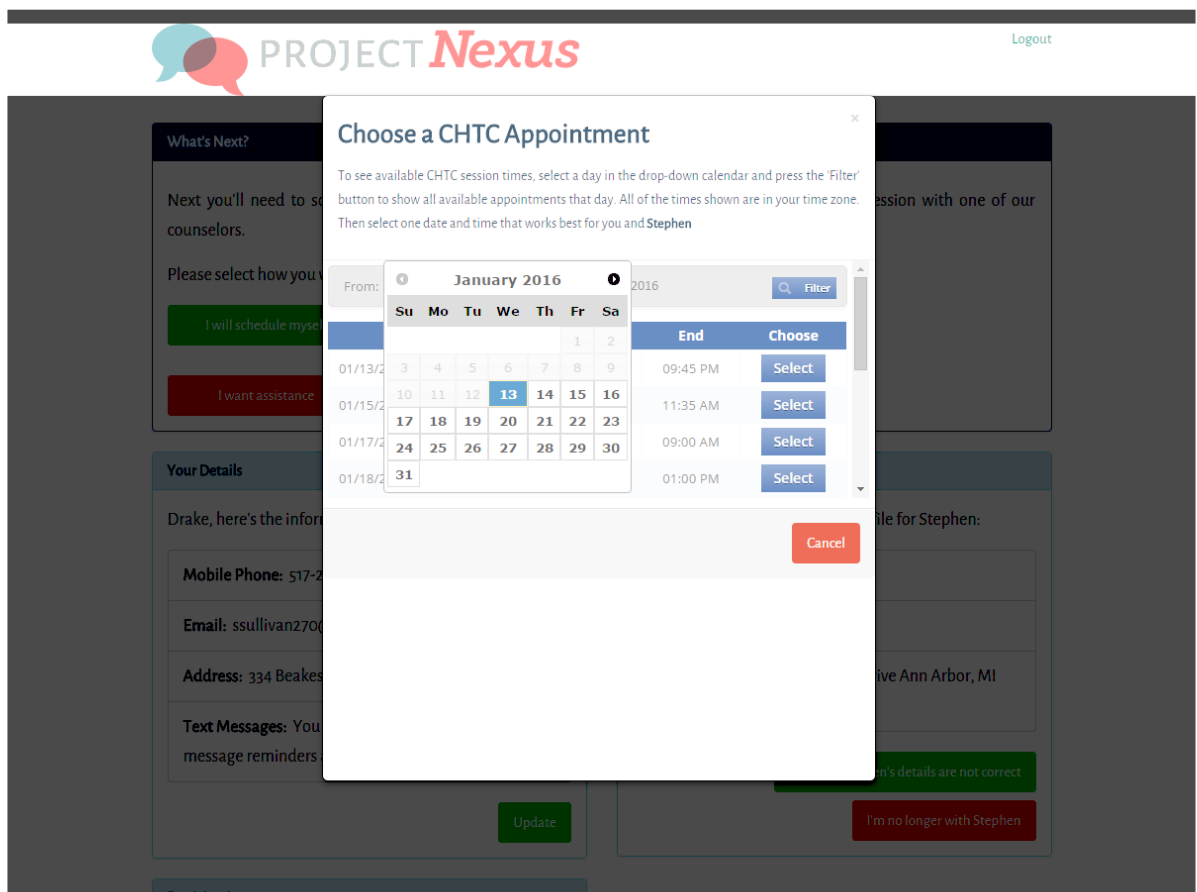 PROJECT Nexus
Logout
What's Next?
Next you'll need to sc
ession with one of our
counselors.
Please select how you
I will schedule mysel
I want assistance
Choose a CHTC Appointment
×
To see available CHTC session times, select a day in the drop-down calendar and press the 'Filter'
button to show all available appointments that day. All of the times shown are in your time zone.
Then select one date and time that works best for you and Stephen
From:
2016
Filter
January 2016
Su Mo Tu We Th Fr Sa
1 2
3 4 5 6 7 8 9
10 11 12 13 14 15 16
17 18 19 20 21 22 23
24 25 26 27 28 29 30
31
End Choose
01/13/2 09:45 PM Select
01/15/2 11:35 AM Select
01/17/2 09:00 AM Select
01/18/2 01:00 PM Select
Cancel
Your Details
Drake, here's the infor
ile for Stephen:
Mobile Phone: 517-2
Email: ssullivan270
Address: 334 Beakes
ive Ann Arbor, MI
Text Messages: You
message reminders
Update
n's details are not correct
I'm no longer with Stephen